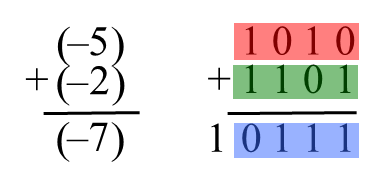 (–5) 1 0 1 0
+ (–2) + 1 1 0 1
(–7) 1 0 1 1 1